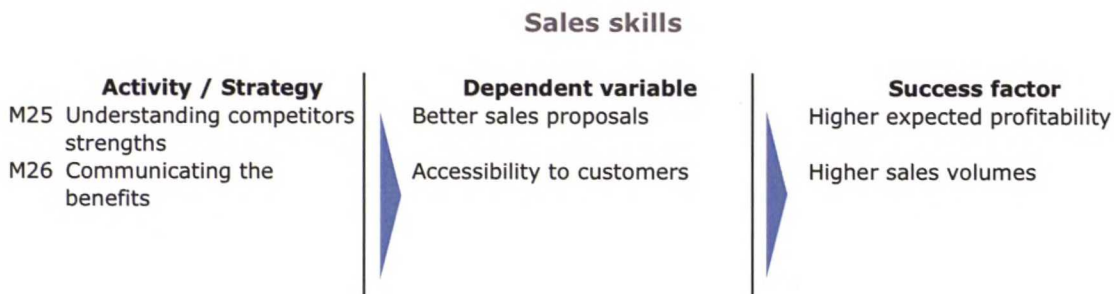 Sales skills
Activity / Strategy
M25 Understanding competitors
strengths
M26 Communicating the
benefits
Dependent variable
Better sales proposals
Accessibility to customers
Success factor
Higher expected profitability
Higher sales volumes